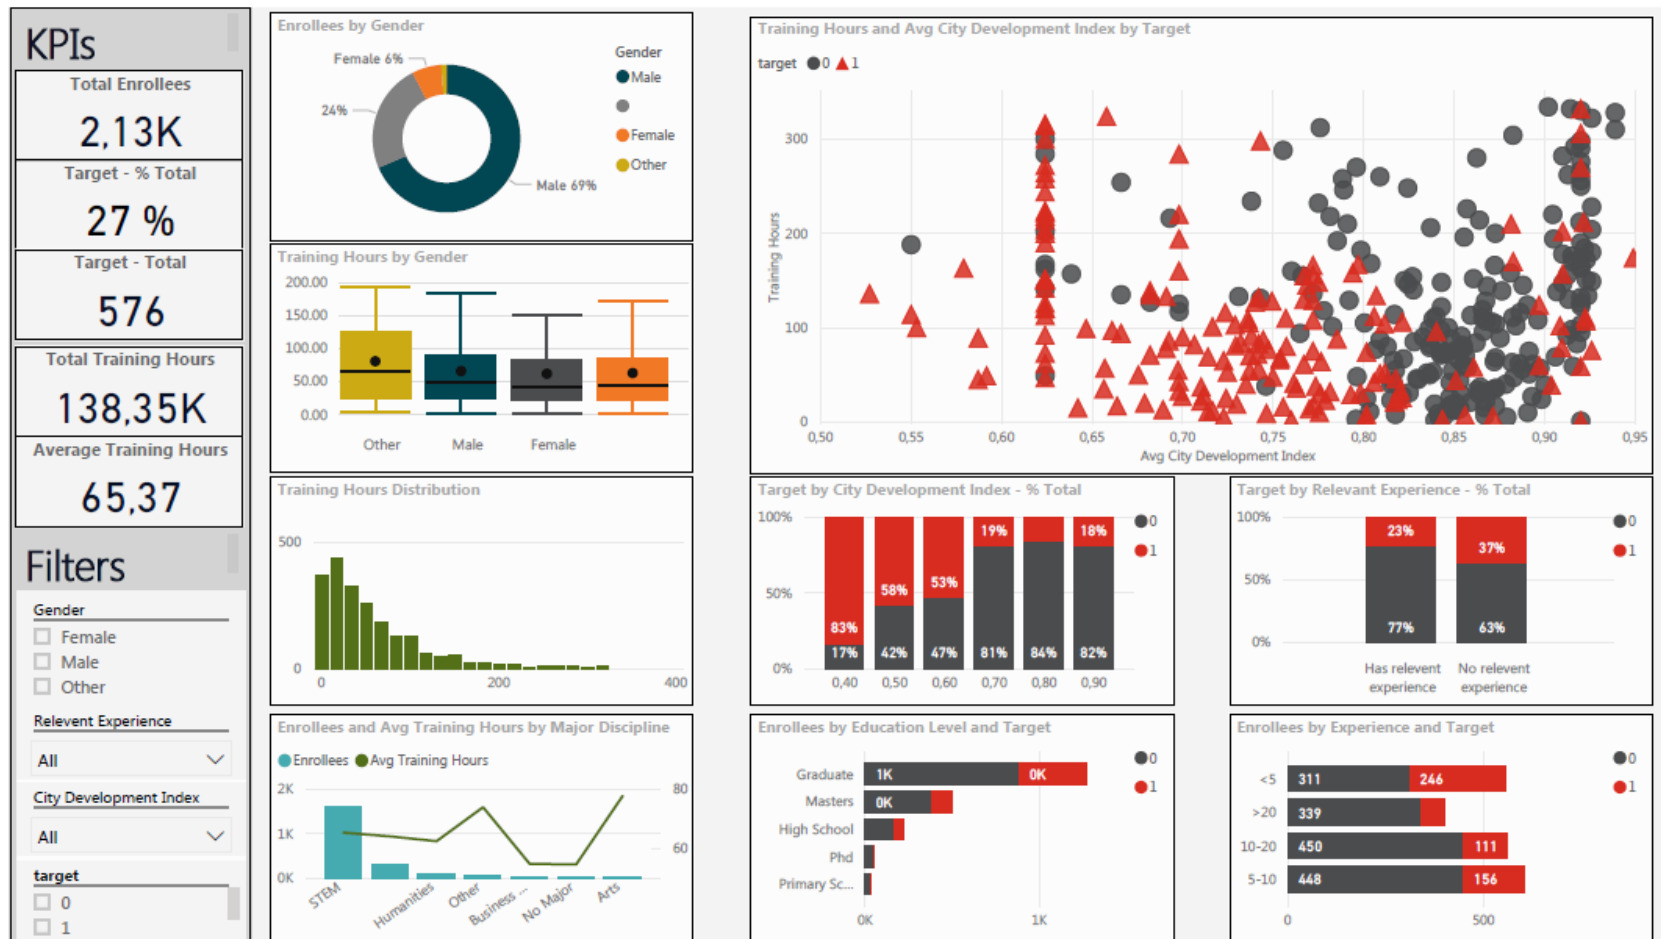 KPIs
Total Enrollees
2,13K
Target - % Total
27 %
Target - Total
576
Total Training Hours
138,35K
Average Training Hours
65,37
Filters
Gender
Female
Male
Other
Relevent Experience
All
City Development Index
All
target
0
1
Enrollees by Gender
Female 6%
24%
Male 69%
Gender
Male
Female
Other
Training Hours by Gender
200.00
150.00
100.00
50.00
0.00
Other Male Female
Training Hours Distribution
500
0
0 200 400
Enrollees and Avg Training Hours by Major Discipline
Enrollees Avg Training Hours
2K 80
1K 60
0K
STEM Humanities Other Business ... No Major Arts
Training Hours and Avg City Development Index by Target
target 0 1
Training Hours
300
200
100
0
0,50 0,55 0,60 0,65 0,70 0,75 0,80 0,85 0,90 0,95
Avg City Development Index
Target by City Development Index - % Total
100%
50%
0%
19% 18%
58% 53%
83%
17% 42% 47% 81% 84% 82%
0,40 0,50 0,60 0,70 0,80 0,90
0
1
Target by Relevant Experience - % Total
100%
50%
0%
23% 37%
77% 63%
Has relevent experience
No relevent experience
0
1
Enrollees by Education Level and Target
0
1
Graduate 1K 0K
Masters 0K
High School
Phd
Primary Sc...
0K 1K
Enrollees by Experience and Target
0
1
<5 311 246
>20 339
10-20 450 111
5-10 448 156
0 500